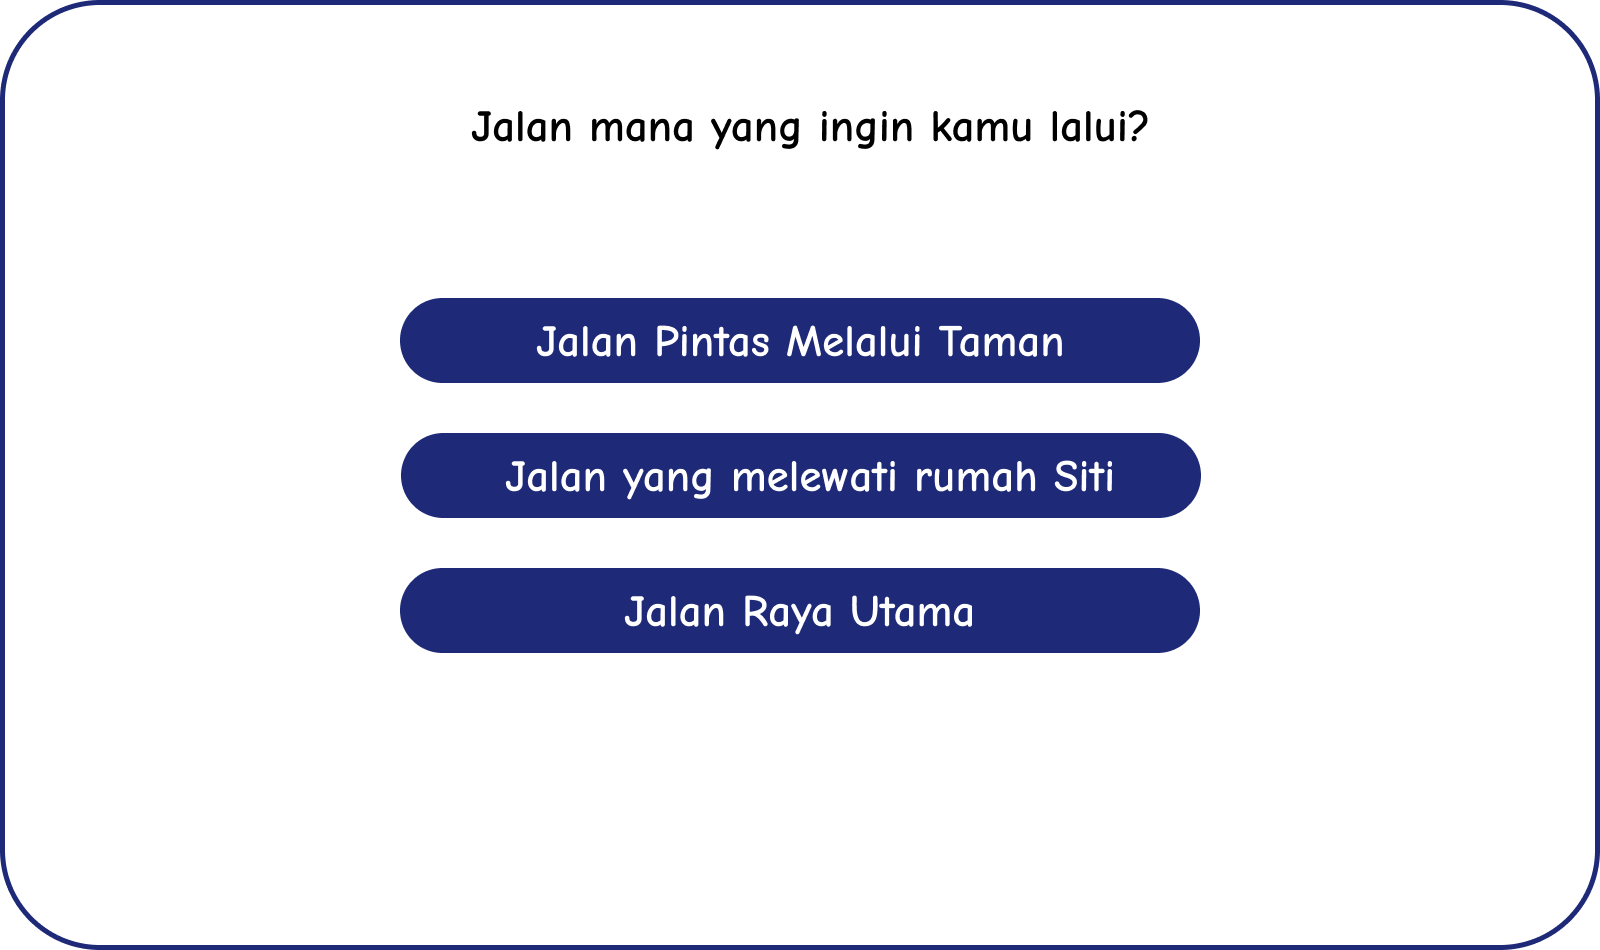 Jalan mana yang ingin kamu lalui?
Jalan Pintas Melalui Taman
Jalan yang melewati rumah Siti
Jalan Raya Utama